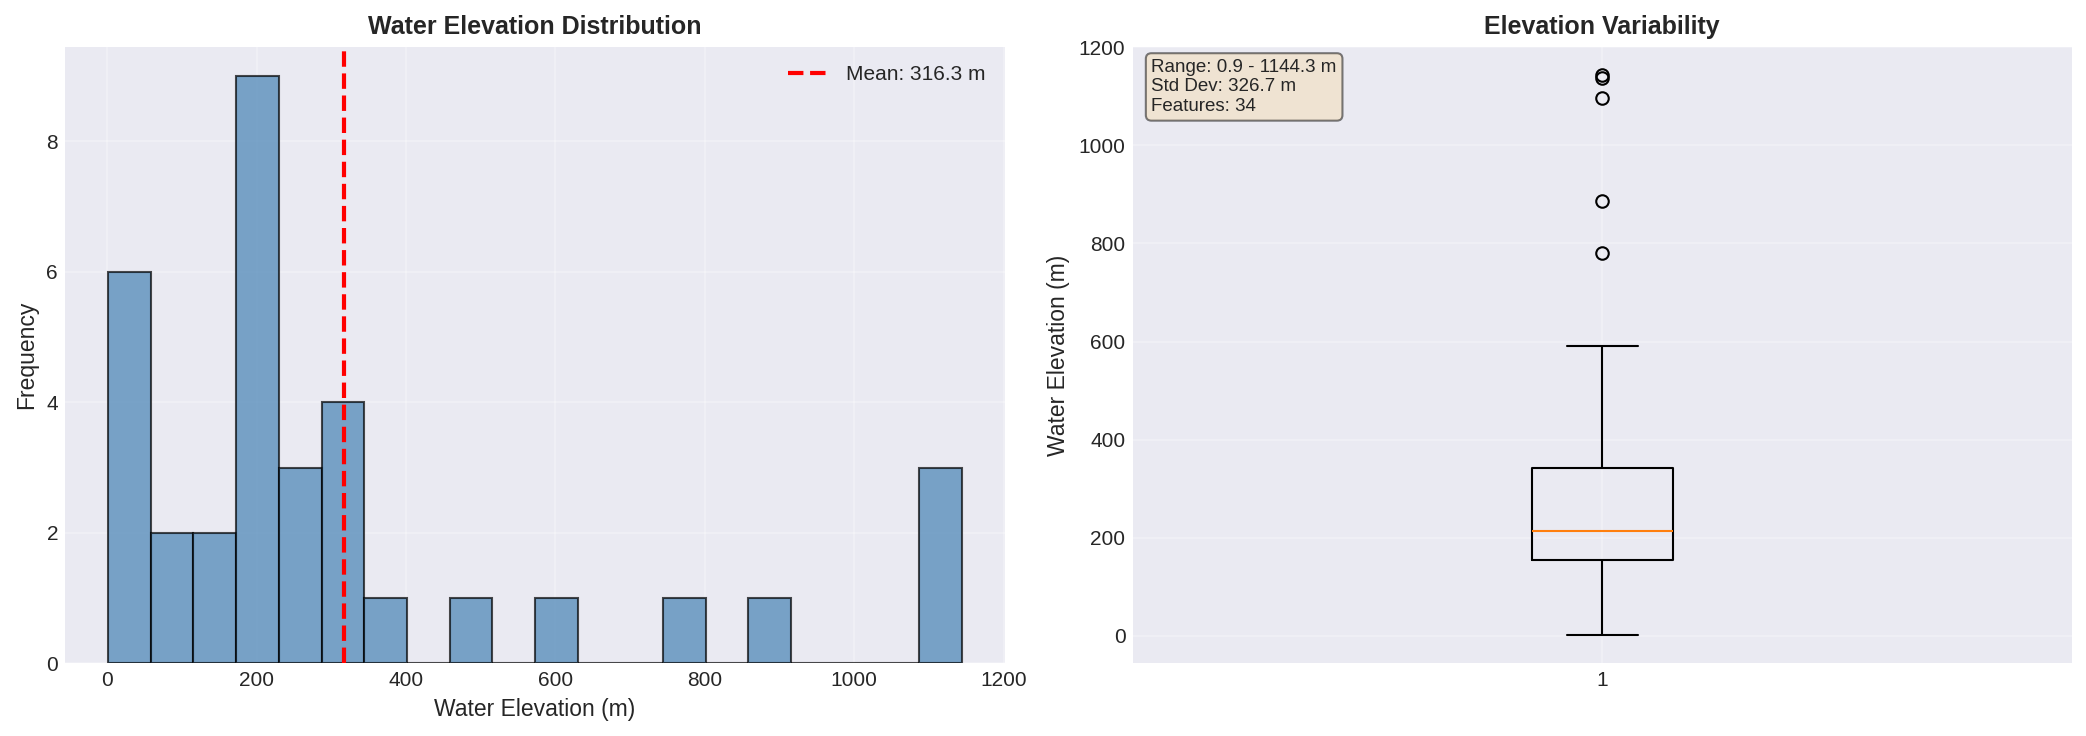 Water Elevation Distribution
Mean: 316.3 m
Frequency
8
6
4
2
0
0 200 400 600 800 1000 1200
Water Elevation (m)
Elevation Variability
Range: 0.9 - 1144.3 m
Std Dev: 326.7 m
Features: 34
Water Elevation (m)
1200
1000
800
600
400
200
0
1